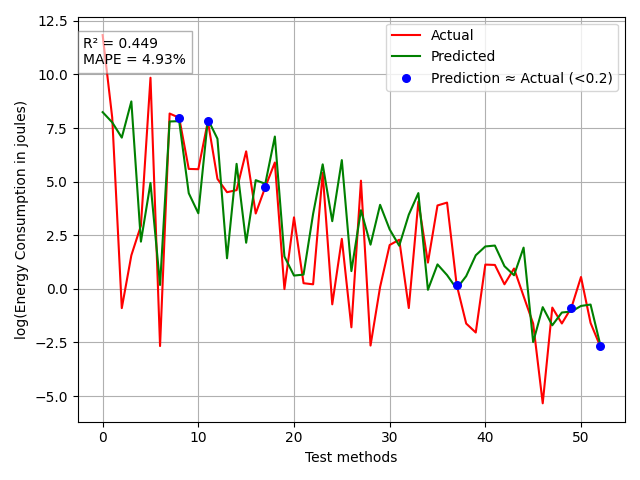 12.5
10.0
7.5
5.0
2.5
0.0
−2.5
−5.0
log(Energy Consumption in joules)
R² = 0.449
MAPE = 4.93%
Actual
Predicted
Prediction ≈ Actual (<0.2)
0 10 20 30 40 50
Test methods